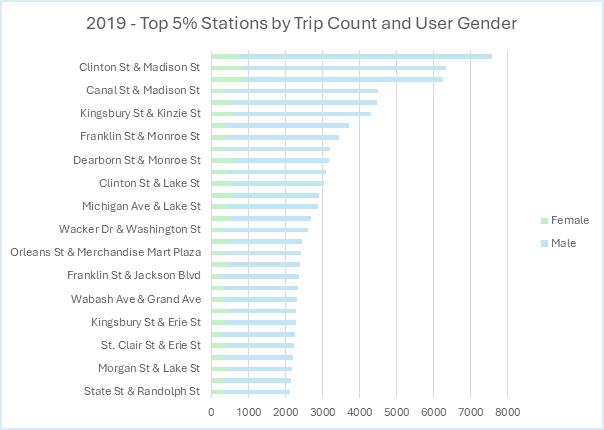 2019 - Top 5% Stations by Trip Count and User Gender
Clinton St & Madison St
Canal St & Madison St
Kingsbury St & Kinzie St
Franklin St & Monroe St
Dearborn St & Monroe St
Clinton St & Lake St
Michigan Ave & Lake St
Wacker Dr & Washington St
Orleans St & Merchandise Mart Plaza
Franklin St & Jackson Blvd
Wabash Ave & Grand Ave
Kingsbury St & Erie St
St. Clair St & Erie St
Morgan St & Lake St
State St & Randolph St
0 1000 2000 3000 4000 5000 6000 7000 8000
Female
Male